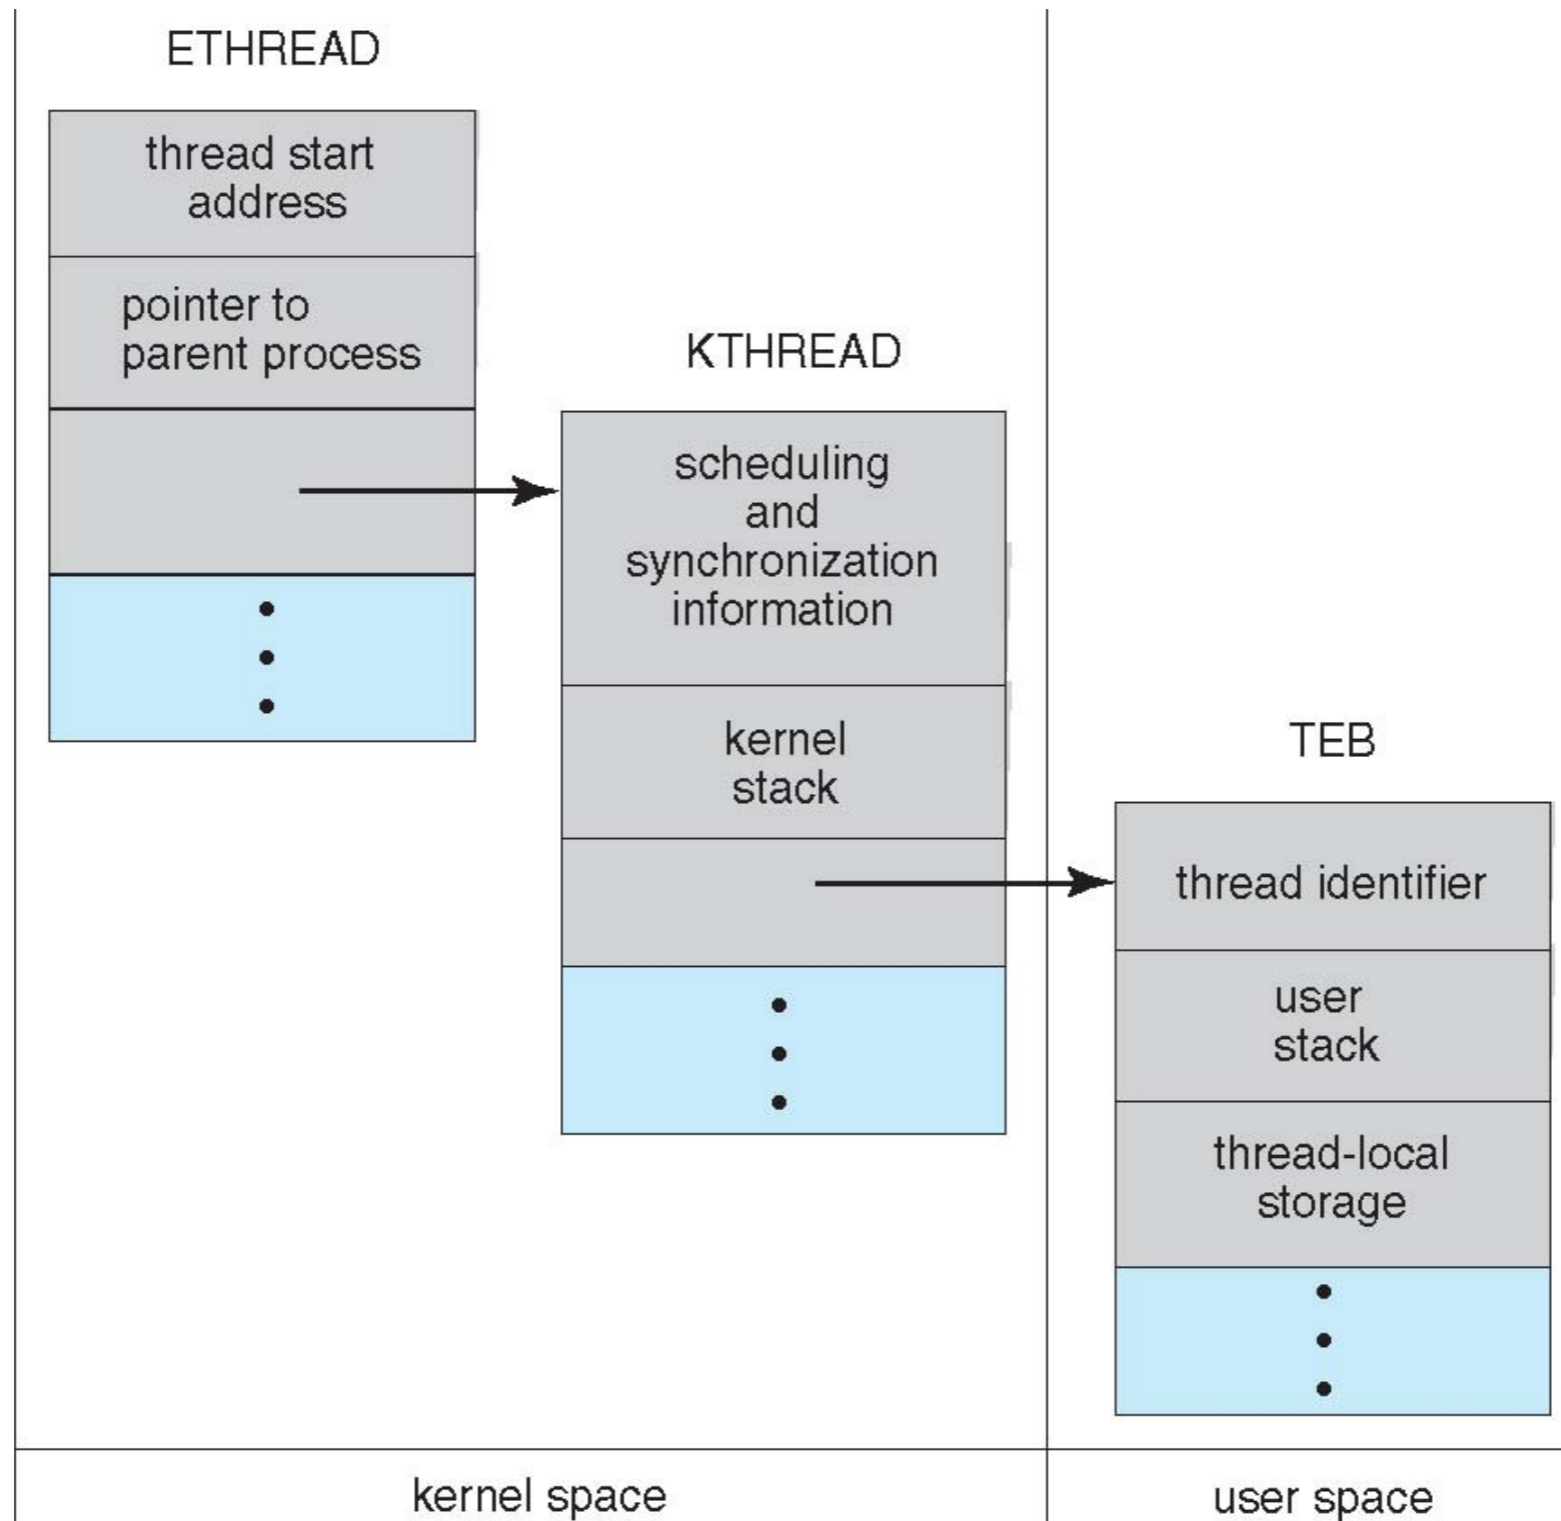 ETHREAD
thread start
address
pointer to
parent process
KTHREAD
scheduling
and
synchronization
information
kernel
stack
TEB
thread identifier
user
stack
thread-local
storage
kernel space
user space